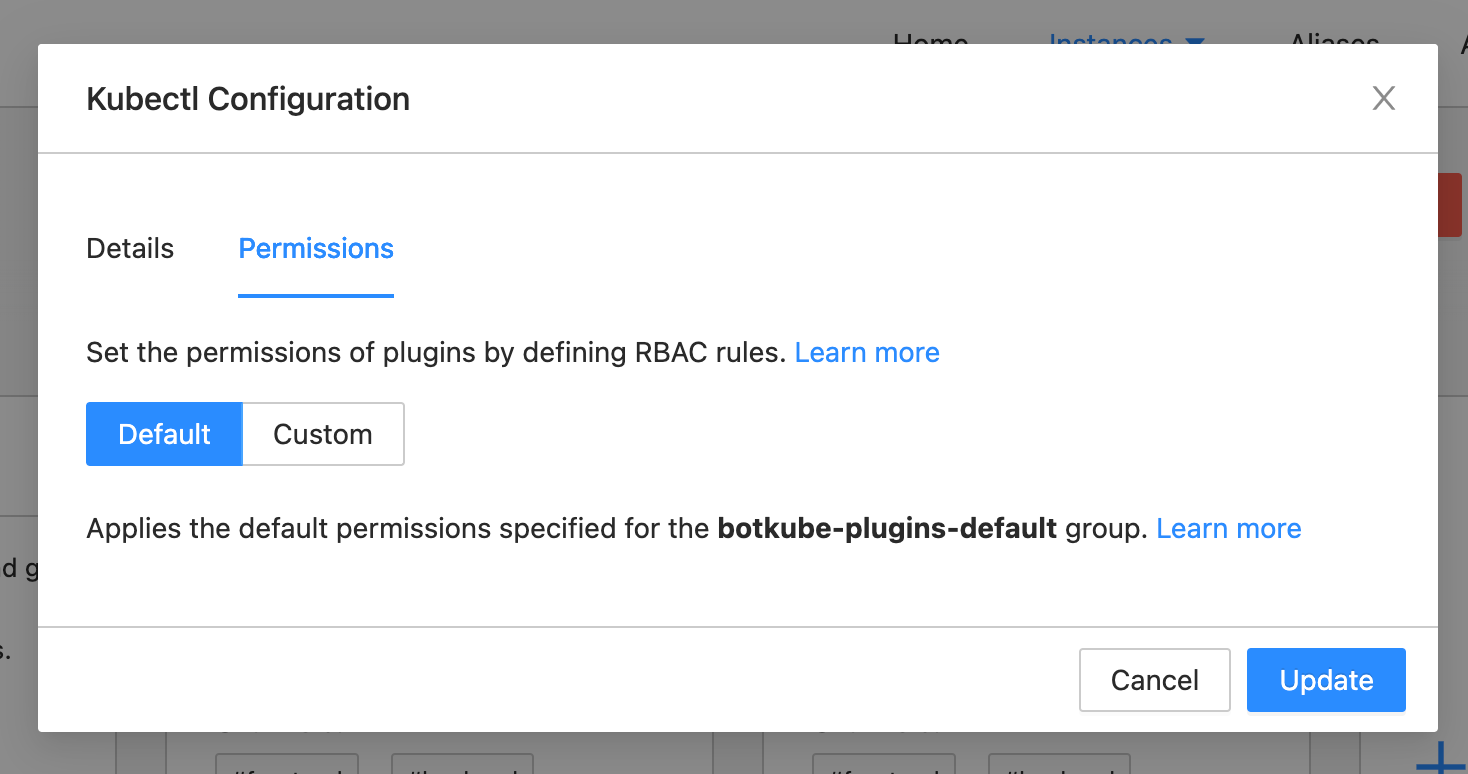 Home Instances Aliases
Kubectl Configuration
Details Permissions
Set the permissions of plugins by defining RBAC rules. Learn more
Default Custom
Applies the default permissions specified for the botkube-plugins-default group. Learn more
Cancel Update